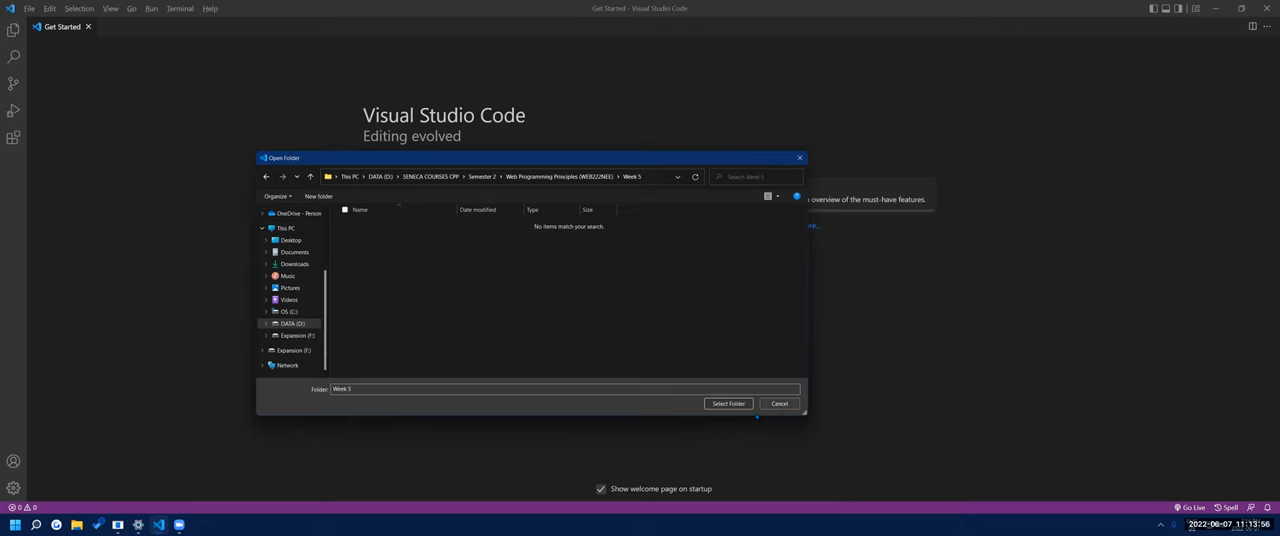 File Edit Selection View Go Run Terminal Help
Get Started - Visual Studio Code
Get Started
Visual Studio Code
Editing evolved
Open Folder
This PC > DATA (D:) > SENECA COURSES CPP > Semester 2 > Web Programming Principles (WEB222NEE) > Week 5
Search Week 5
Organize New folder
Name Date modified Type Size
No items match your search.
OneDrive - Person
This PC
Desktop
Documents
Downloads
Music
Pictures
Videos
OS (C:)
DATA (D:)
Expansion (F:)
Expansion (F:)
Network
overview of the must-have features.
re...
Folder: Week 5
Select Folder Cancel
Show welcome page on startup
0 0
Go Live Spell
2022-06-07 11:13:56